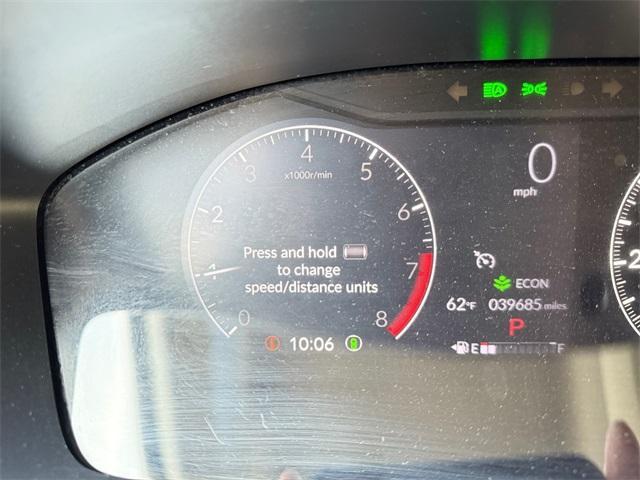 0
mph
4
3
5
x1000r/min
2
6
Press and hold
to change
speed/distance units
1
7
0
8
10:06
ECON
62°F 039685 miles
P
E F
2